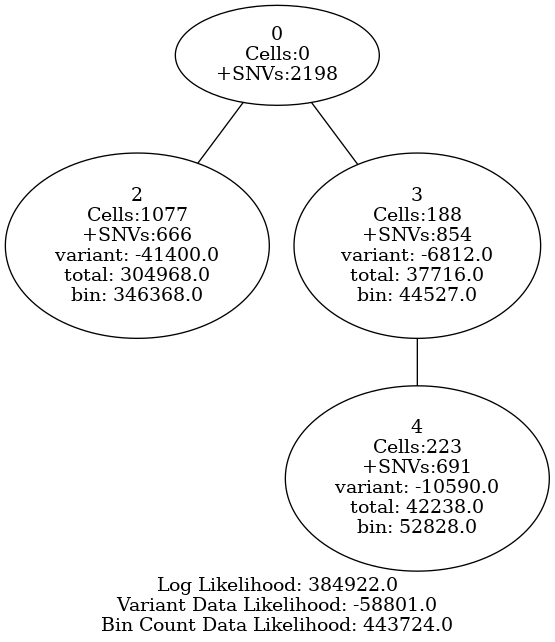 0
Cells:0
+SNVs:2198
2
Cells:1077
+SNVs:666
variant: -41400.0
total: 304968.0
bin: 346368.0
3
Cells:188
+SNVs:854
variant: -6812.0
total: 37716.0
bin: 44527.0
4
Cells:223
+SNVs:691
variant: -10590.0
total: 42238.0
bin: 52828.0
Log Likelihood: 384922.0
Variant Data Likelihood: -58801.0
Bin Count Data Likelihood: 443724.0